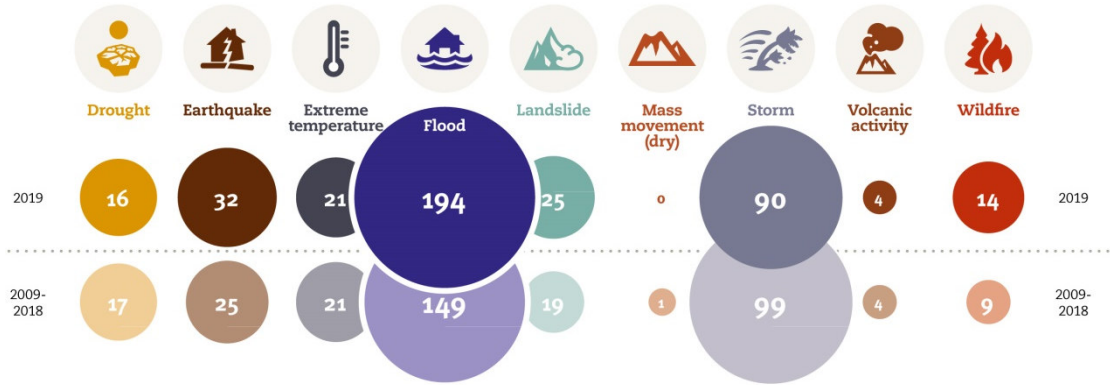 Drought
Earthquake
Extreme
temperature
Flood
Landslide
Mass
movement
(dry)
Storm
Volcanic
activity
Wildfire
2019
16
32
21
194
25
0
90
4
14
2019
2009-
2018
17
25
21
149
19
1
99
4
9
2009-
2018